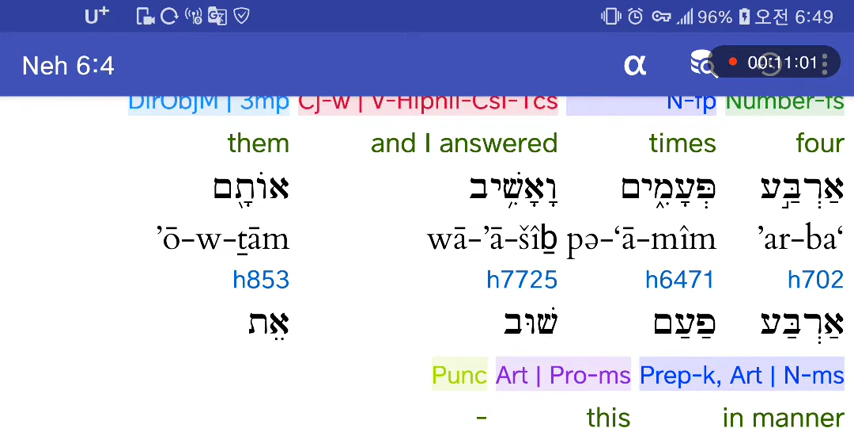 U+ 96% 오전 6:49
Neh 6:4 α 00:11:01
DirObjM | 3mp Cj-w | V-Hiphil-CsI-1cs N-fp Number-fs
them and I answered times four
אַרְבַּ֣ע פְּעָמִ֑ים וָאָשִׁ֥יב אוֹתָ֖ם
’ō-w-ṯām wā-’ā-šîḇ pə-‘ā-mîm ’ar-ba‘
h853 h7725 h6471 h702
אַרְבַּע פַּעַם שׁוּב אֵת
Punc Art | Pro-ms Prep-k, Art | N-ms
- this in manner